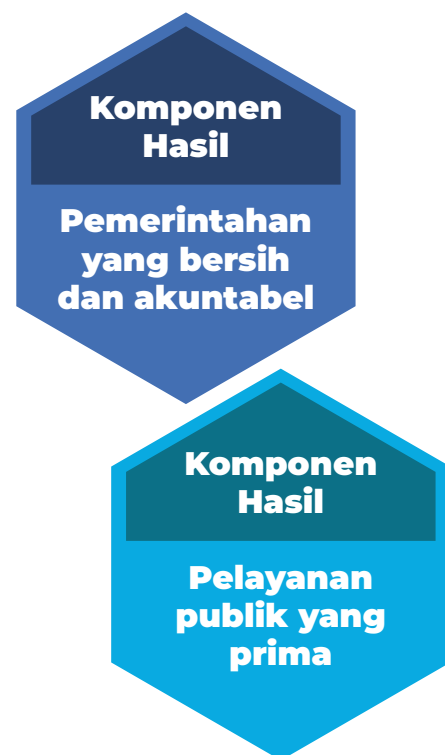 Komponen
Hasil
Pemerintahan
yang bersih
dan akuntabel
Komponen
Hasil
Pelayanan
publik yang
prima